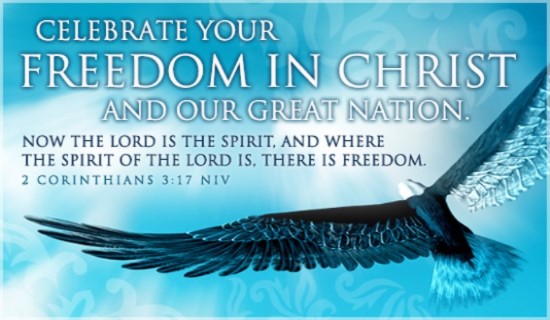 CELEBRATE YOUR
FREEDOM IN CHRIST
AND OUR GREAT NATION.
NOW THE LORD IS THE SPIRIT, AND WHERE
THE SPIRIT OF THE LORD IS, THERE IS FREEDOM.
2 CORINTHIANS 3:17 NIV